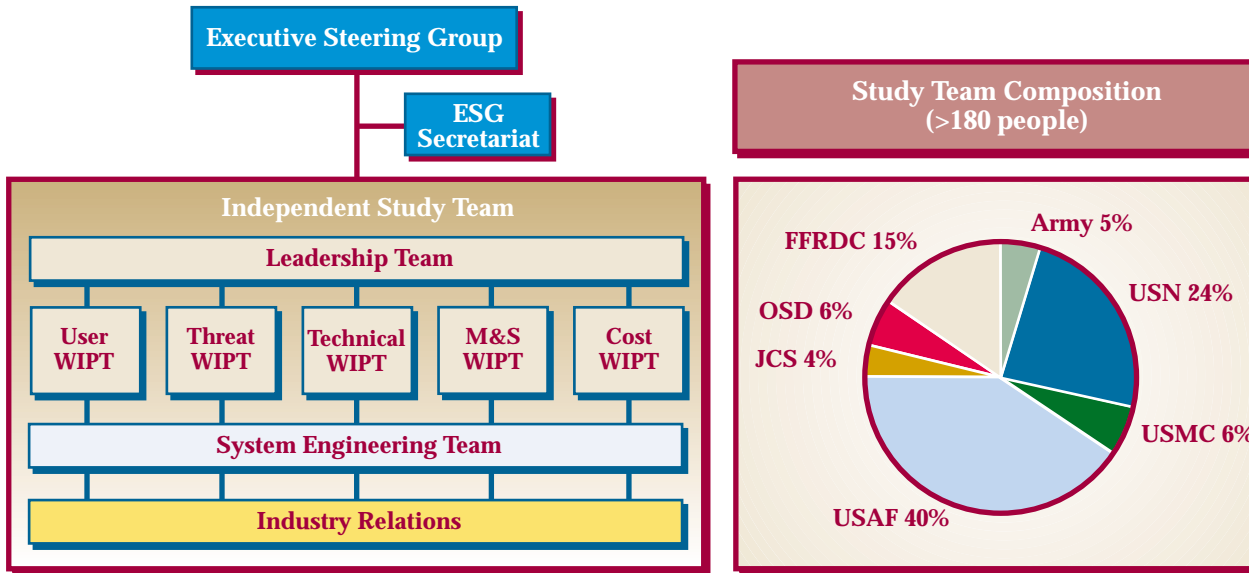 Executive Steering Group
ESG
Secretariat
Independent Study Team
Leadership Team
User
WIPT
Threat
WIPT
Technical
WIPT
M&S
WIPT
Cost
WIPT
System Engineering Team
Industry Relations
Study Team Composition
(>180 people)
Army 5%
FFRDC 15%
USN 24%
OSD 6%
JCS 4%
USMC 6%
USAF 40%